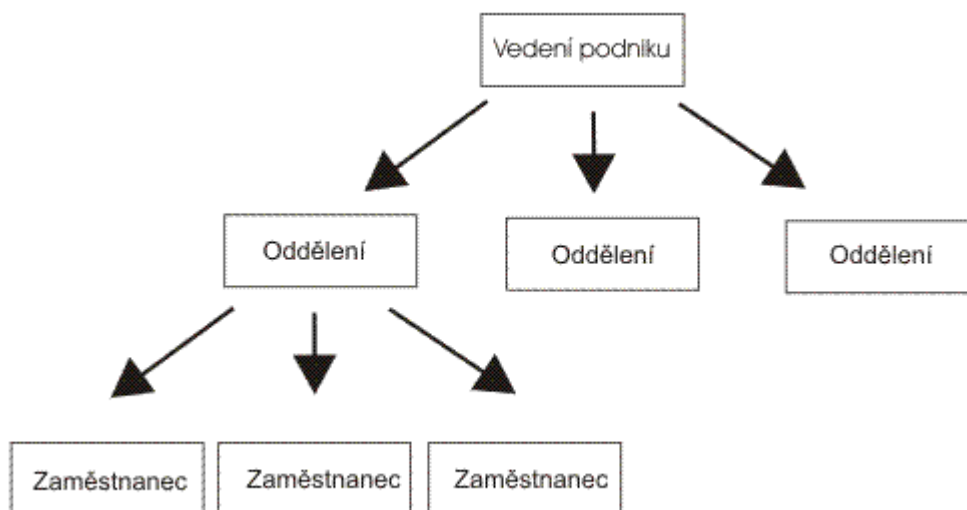 Vedení podniku
Oddělení
Oddělení
Oddělení
Zaměstnanec
Zaměstnanec
Zaměstnanec